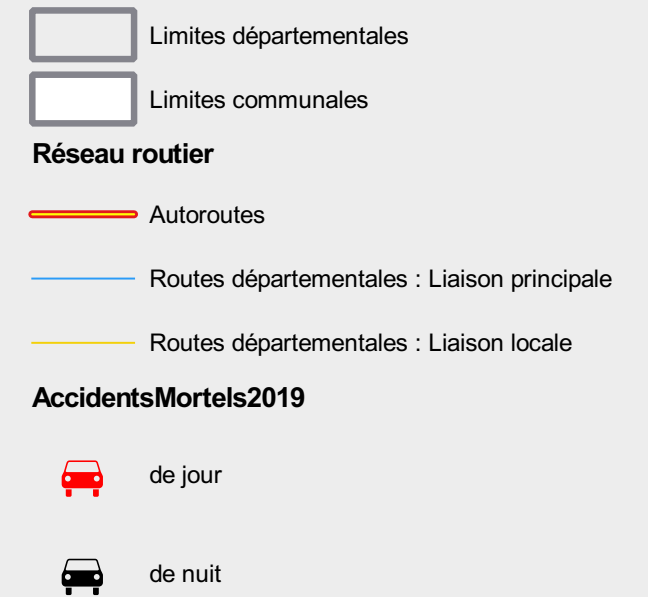 Limites départementales
Limites communales
Réseau routier
Autoroutes
Routes départementales : Liaison principale
Routes départementales : Liaison locale
AccidentsMortels2019
de jour
de nuit